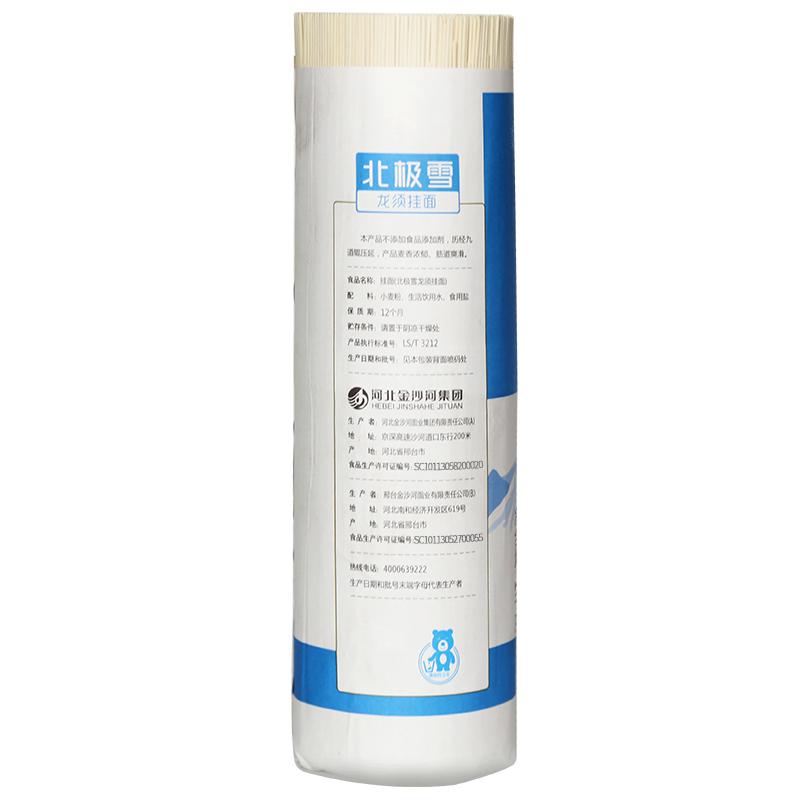 北极雪
龙须挂面
本产品不添加食品添加剂，历经九
道辊压延，产品麦香浓郁、筋道爽滑。
食品名称：挂面(北极雪龙须挂面)
配 料：小麦粉、生活饮用水、食用盐
保 质 期：12个月
贮存条件：请置于阴凉干燥处
产品执行标准号：LS/T 3212
生产日期和批号：见本包装背面喷码处
河北金沙河集团
HEBEI JINSHAHE JITUAN
生 产 者：河北金沙河面业集团有限责任公司(A)
地 址：京深高速沙河道口东行200米
产 地：河北省邢台市
食品生产许可证编号：SC10113058200020
生 产 者：邢台金沙河面业有限责任公司(B)
地 址：河北南和经济开发区619号
产 地：河北省邢台市
食品生产许可证编号：SC10113052700055
热线电话：4000639222
生产日期和批号末端字母代表生产者